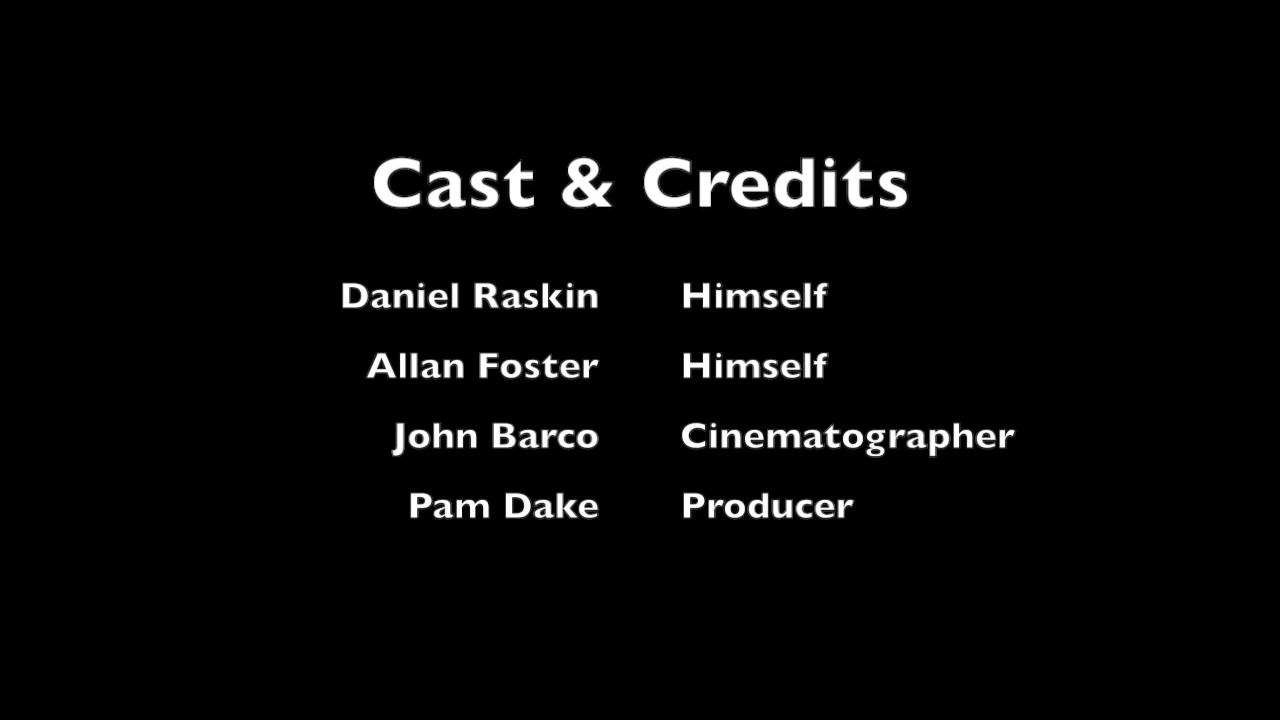 Cast & Credits
Daniel Raskin Himself
Allan Foster Himself
John Barco Cinematographer
Pam Dake Producer